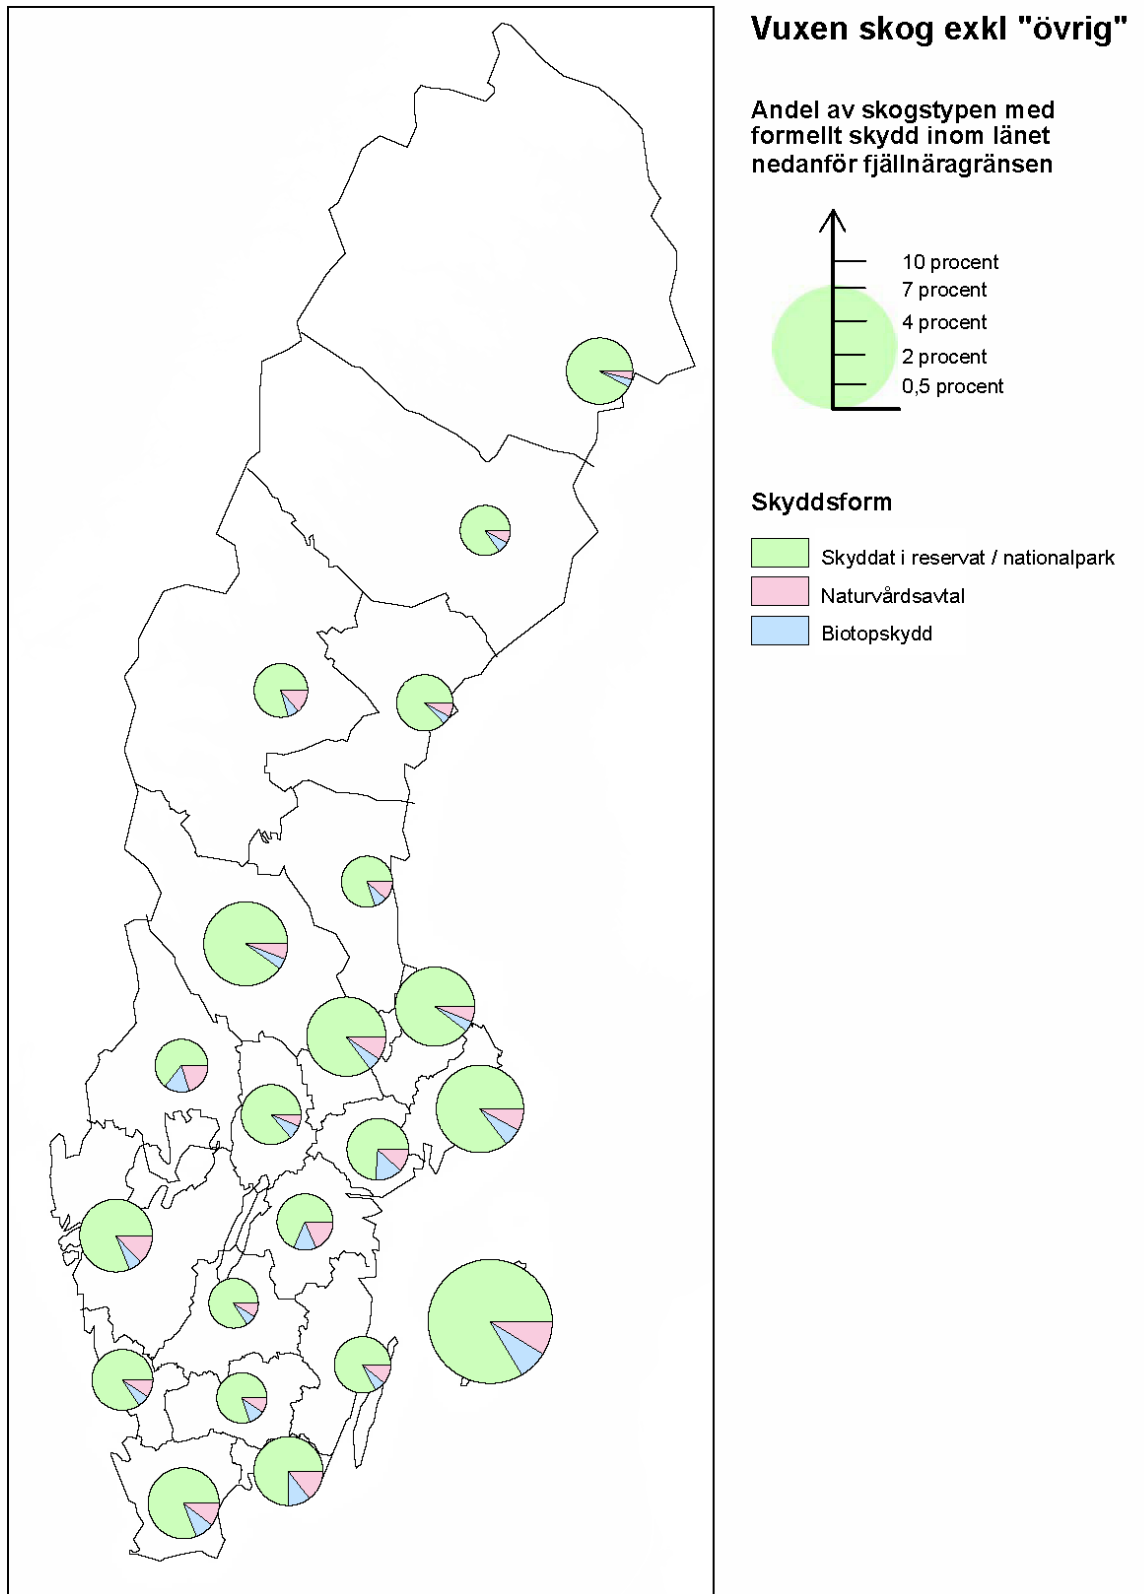 Vuxen skog exkl "övrig"
Andel av skogstypen med
formellt skydd inom länet
nedanför fjällnäragränsen
10 procent
7 procent
4 procent
2 procent
0,5 procent
Skyddsform
Skyddat i reservat / nationalpark
Naturvårdsavtal
Biotopskydd